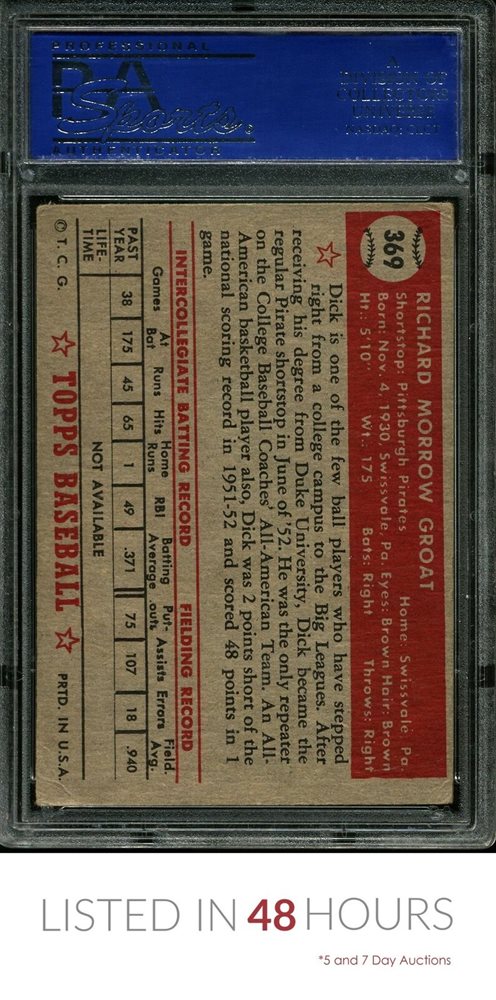 PROFESSIONAL
PSA
Sports
AUTHENTICATOR
A
DIVISION OF
COLLECTORS
UNIVERSE
NASDAQ: CLCT
369
RICHARD MORROW GROAT
Shortstop: Pittsburgh Pirates Home: Swissvale, Pa.
Born: Nov. 4, 1930, Swissvale, Pa. Eyes: Brown Hair: Brown
Ht.: 5'10" Wt.: 175 Bats: Right Throws: Right
Dick is one of the few ball players who have stepped
right from a college campus to the Big Leagues. After
receiving his degree from Duke University, Dick became the
regular Pirate shortstop in June of '52. He was the only repeater
on the College Baseball Coaches' All-American Team. An All-
American basketball player also, Dick was 2 points short of the
national scoring record in 1951-52 and scored 48 points in 1
game.
INTERCOLLEGIATE BATTING RECORD FIELDING RECORD
Games At Bat Runs Hits Home Runs RBI Batting Average Put-outs Assists Errors Field. Avg.
PAST YEAR 38 175 45 65 1 49 .371 75 107 18 .940
LIFE-TIME NOT AVAILABLE
© T. C. G. ☆ TOPPS BASEBALL ☆ PRTD. IN U.S.A.
LISTED IN 48 HOURS
*5 and 7 Day Auctions